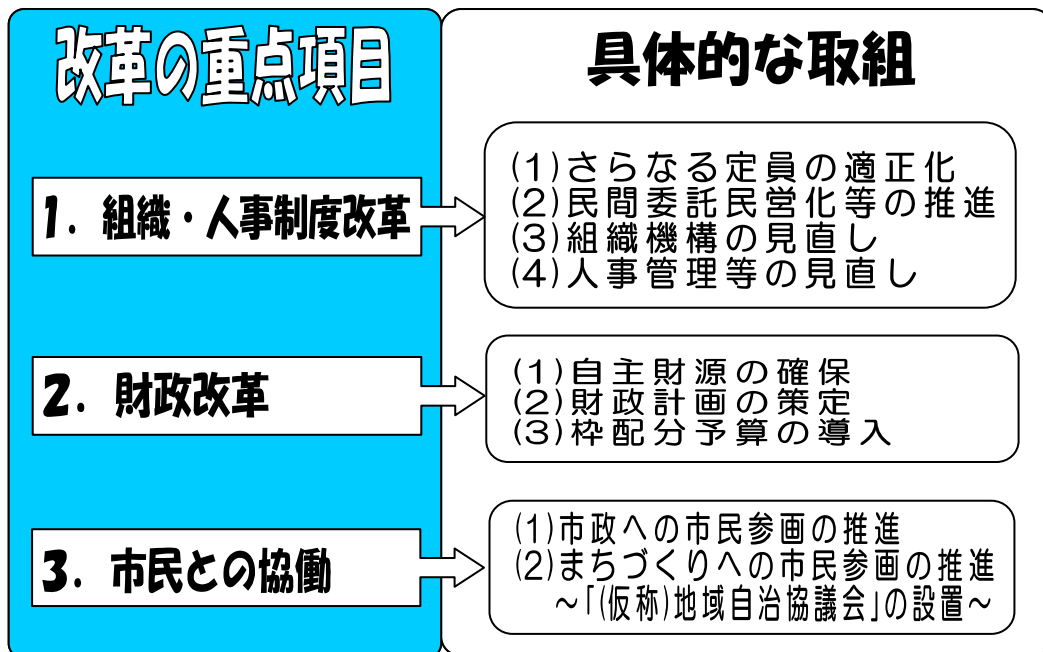 改革の重点項目
具体的な取組
1. 組織・人事制度改革
(1)さらなる定員の適正化
(2)民間委託民営化等の推進
(3)組織機構の見直し
(4)人事管理等の見直し
2. 財政改革
(1)自主財源の確保
(2)財政計画の策定
(3)枠配分予算の導入
3. 市民との協働
(1)市政への市民参画の推進
(2)まちづくりへの市民参画の推進
～「(仮称)地域自治協議会」の設置～